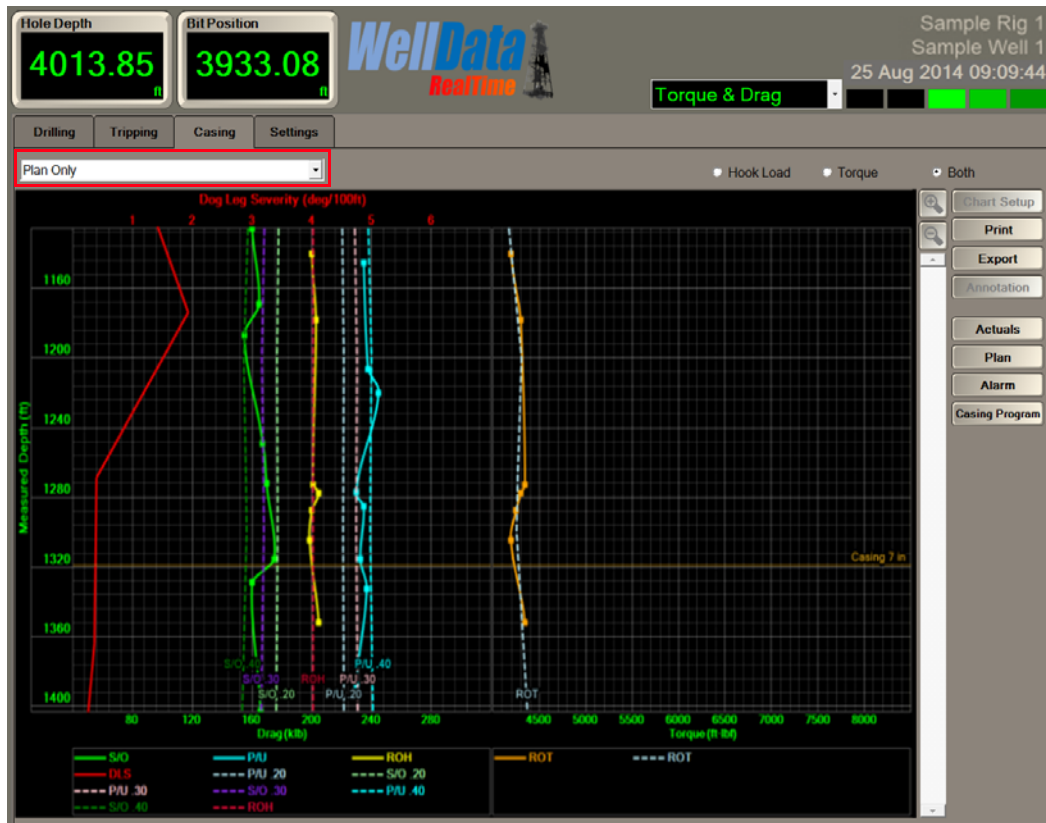 Hole Depth
4013.85
ft
Bit Position
3933.08
ft
WellData
RealTime
Sample Rig 1
Sample Well 1
25 Aug 2014 09:09:44
Torque & Drag
Drilling Tripping Casing Settings
Plan Only
Hook Load Torque Both
Chart Setup
Print
Export
Annotation
Actuals
Plan
Alarm
Casing Program
Dog Leg Severity (deg/100ft)
1 2 3 4 5 6
Measured Depth (ft)
1160
1200
1240
1280
1320
1360
1400
Casing 7 in
S/O .40
P/U .40
S/O .30
ROH
P/U .30
S/O .20
P/U .20
ROT
80 120 160 200 240 280
4500 5000 5500 6000 6500 7000 7500 8000
Drag (klb)
Torque (ft·lbf)
S/O P/U ROH ROT ROT
DLS P/U .20 S/O .20
P/U .30 S/O .30 P/U .40
S/O .40 ROH